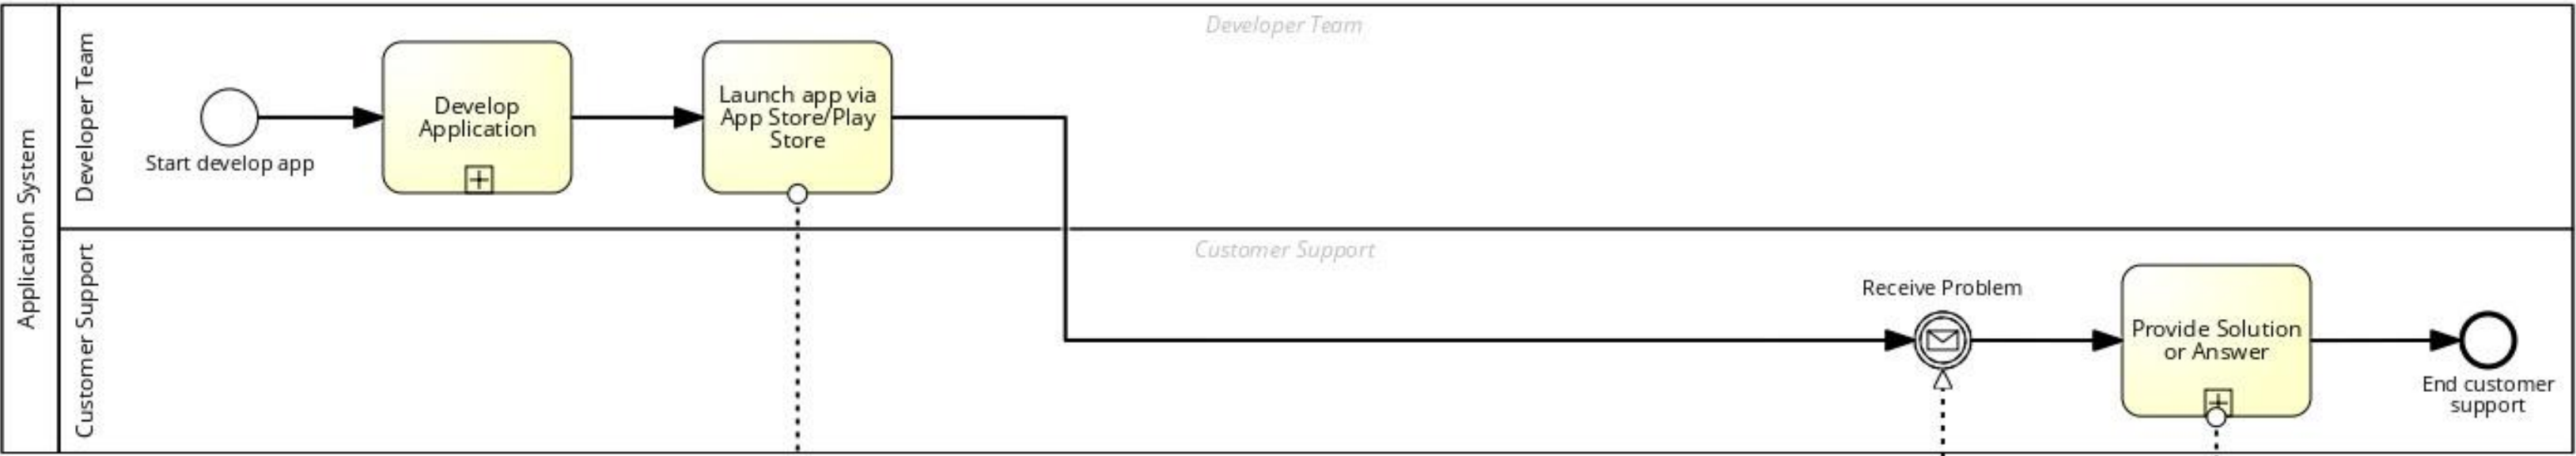 Application System
Developer Team
Developer Team
Start develop app
Develop
Application
Launch app via
App Store/Play
Store
Customer Support
Customer Support
Receive Problem
Provide Solution
or Answer
End customer
support